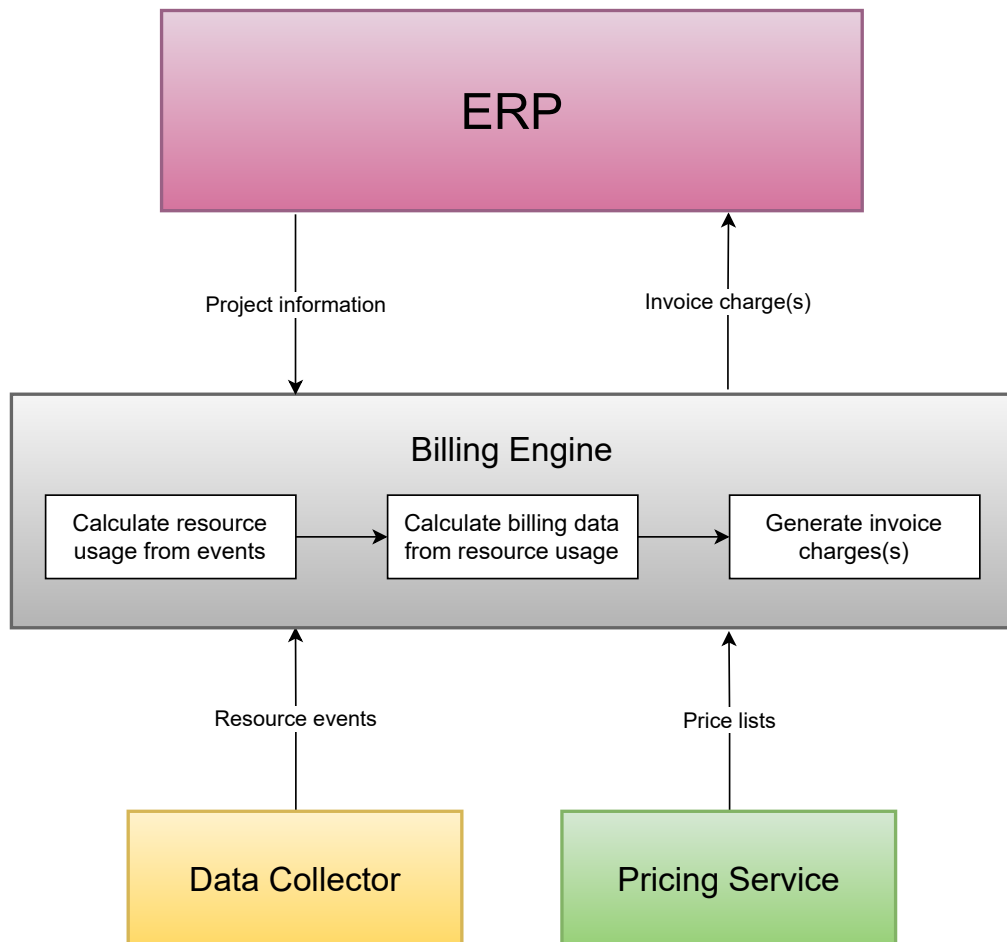 ERP
Project information
Invoice charge(s)
Billing Engine
Calculate resource
usage from events
Calculate billing data
from resource usage
Generate invoice
charges(s)
Resource events
Price lists
Data Collector
Pricing Service